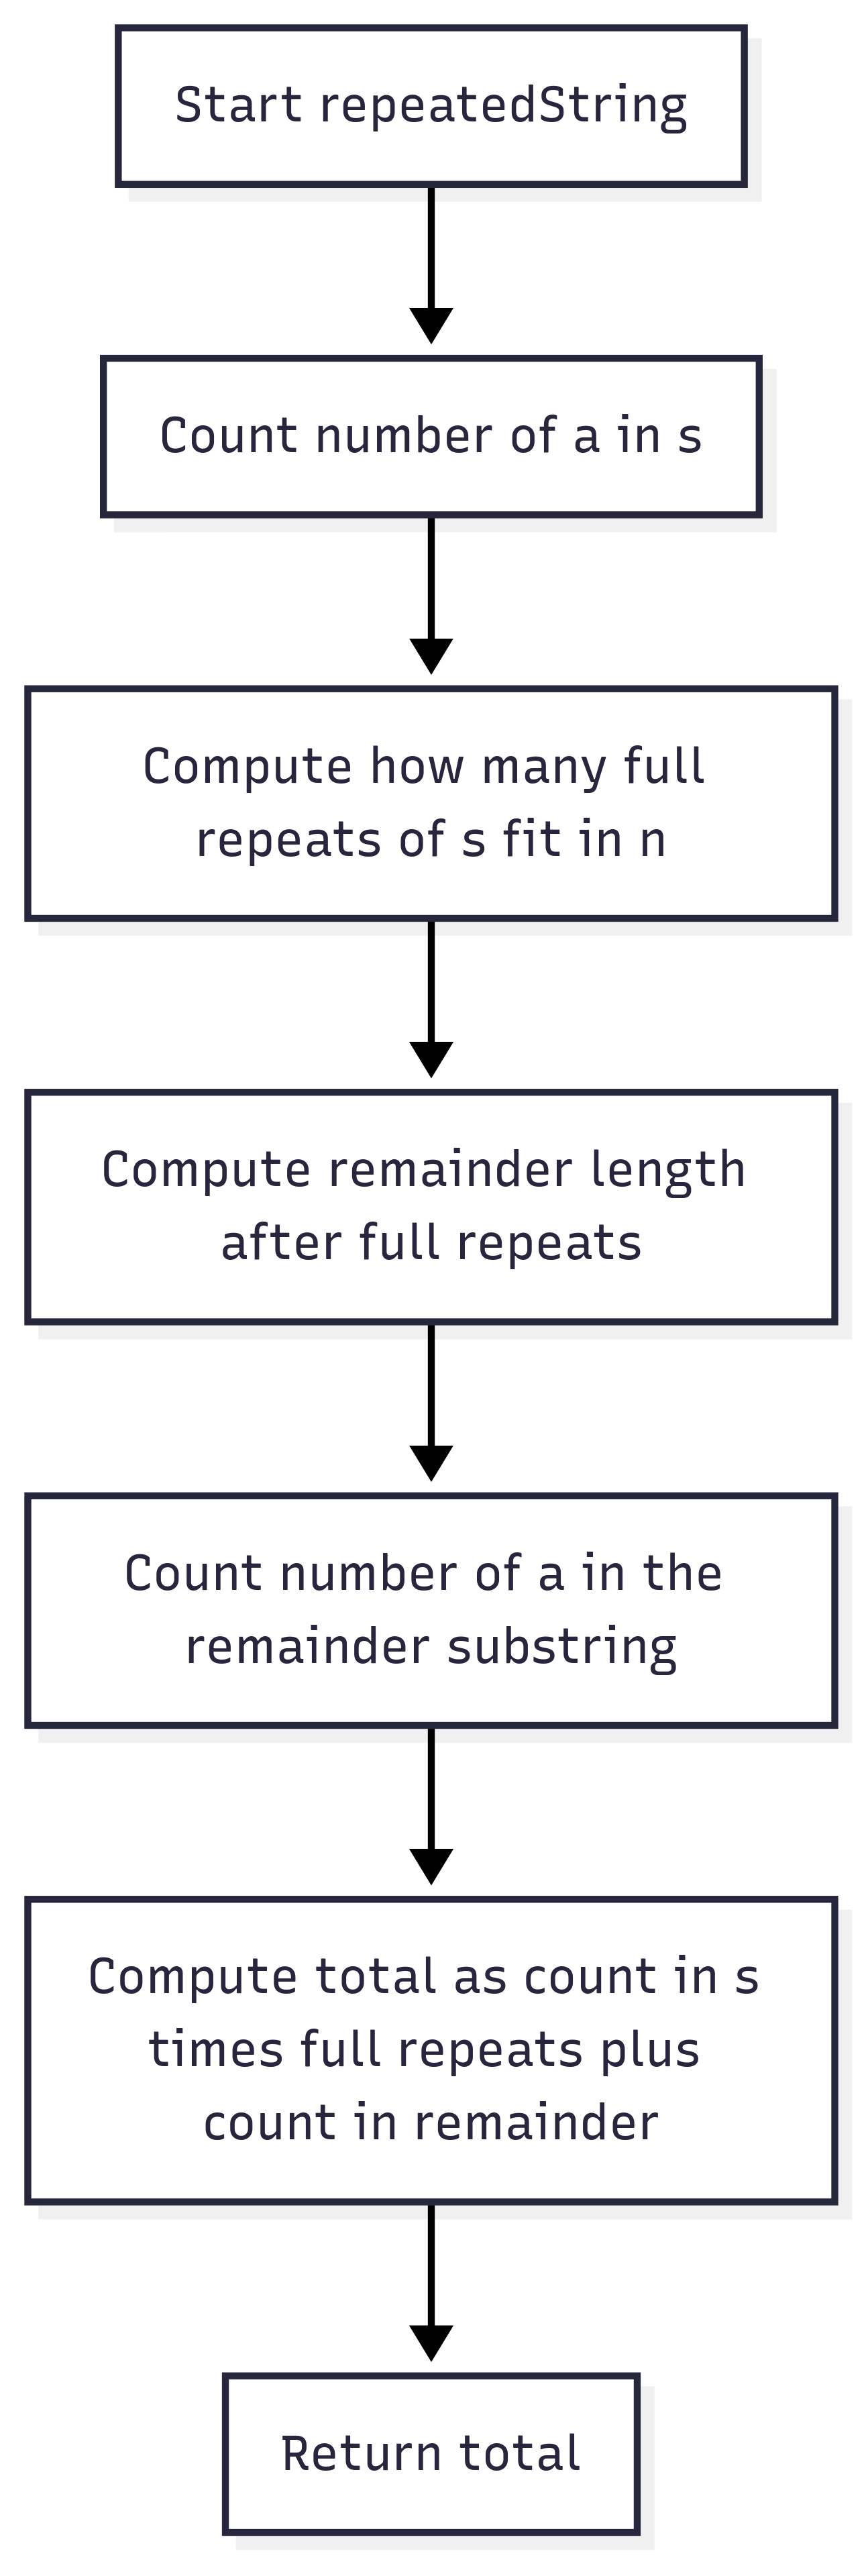 Start repeatedString
Count number of a in s
Compute how many full
repeats of s fit in n
Compute remainder length
after full repeats
Count number of a in the
remainder substring
Compute total as count in s
times full repeats plus
count in remainder
Return total